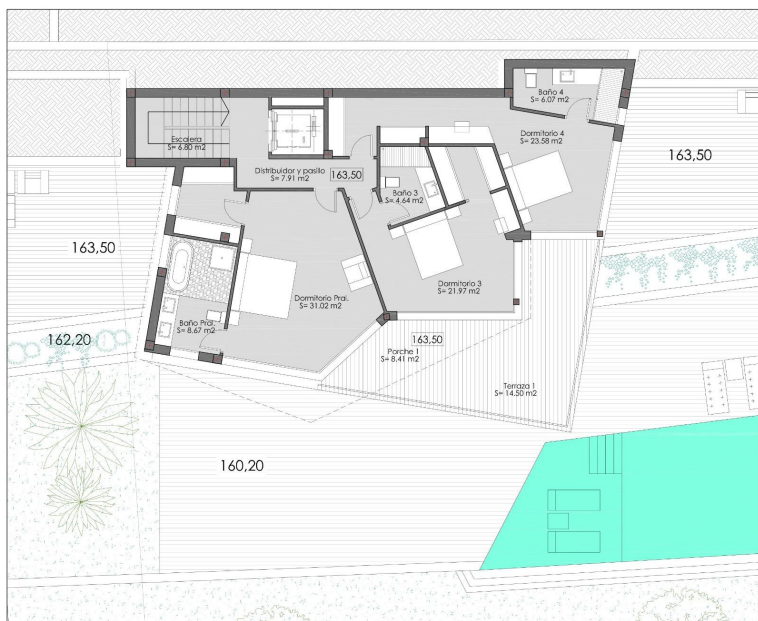 Baño 4
S= 6.07 m2
Escalera
S= 6.80 m2
Dormitorio 4
S= 23.58 m2
163,50
Distribuidor y pasillo
S= 7.91 m2
163,50
Baño 3
S= 4.64 m2
163,50
Dormitorio 3
S= 21.97 m2
Dormitorio Pral.
S= 31.02 m2
Baño Pral.
S= 8.67 m2
162,20
163,50
Porche 1
S= 8.41 m2
Terraza 1
S= 14.50 m2
160,20